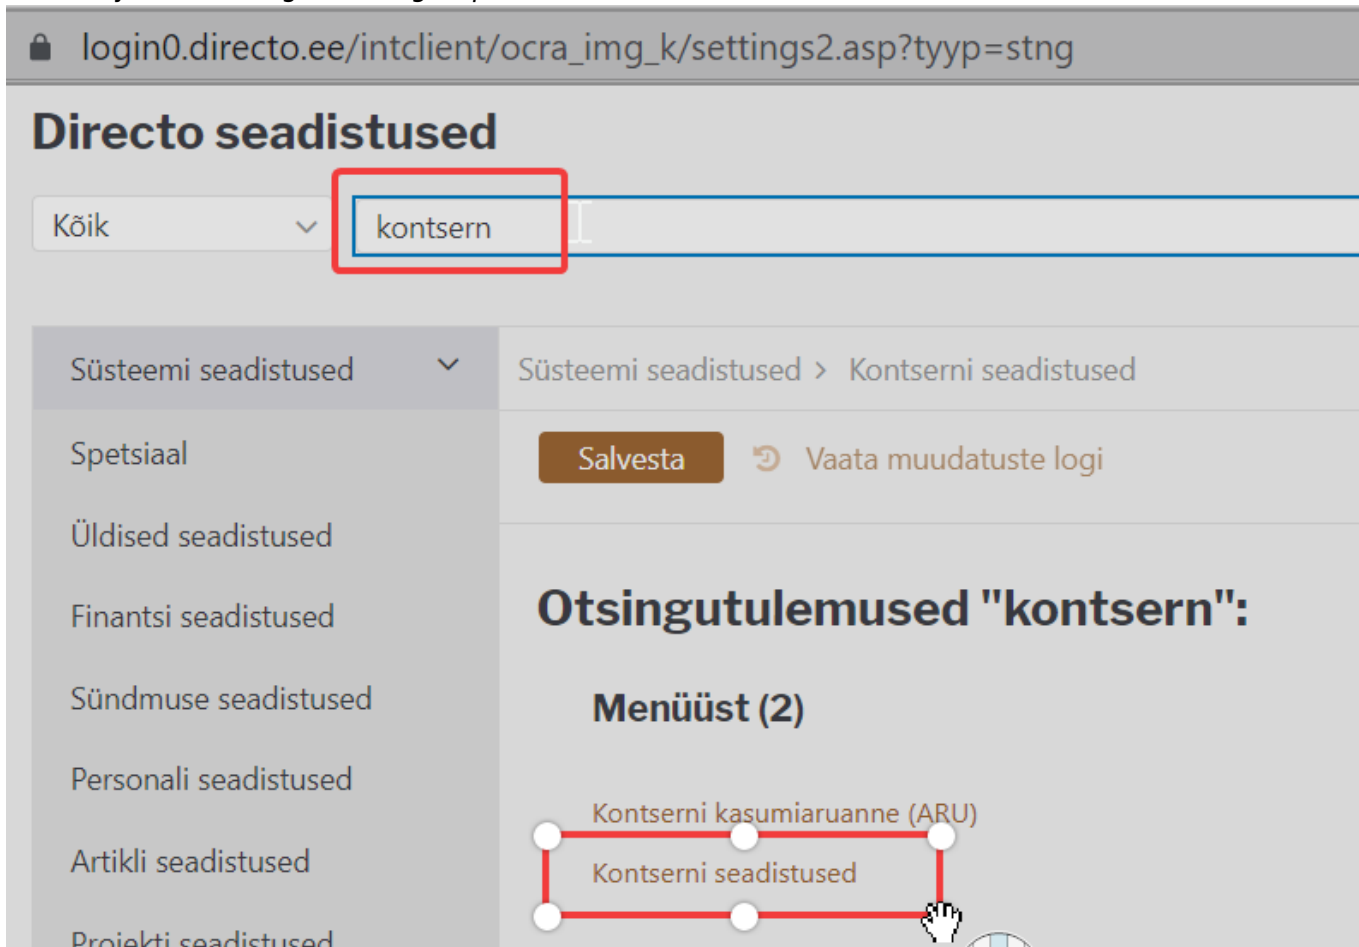 login0.directo.ee/intclient/ocra_img_k/settings2.asp?tyyp=stng
Directo seadistused
Kõik
kontsern
Süsteemi seadistused
Süsteemi seadistused > Kontserni seadistused
Spetsiaal
Salvesta
Vaata muudatuste logi
Üldised seadistused
Otsingutulemused "kontsern":
Finantsi seadistused
Sündmuse seadistused
Menüüst (2)
Personali seadistused
Kontserni kasumiaruanne (ARU)
Artikli seadistused
Kontserni seadistused
Projekti seadistused